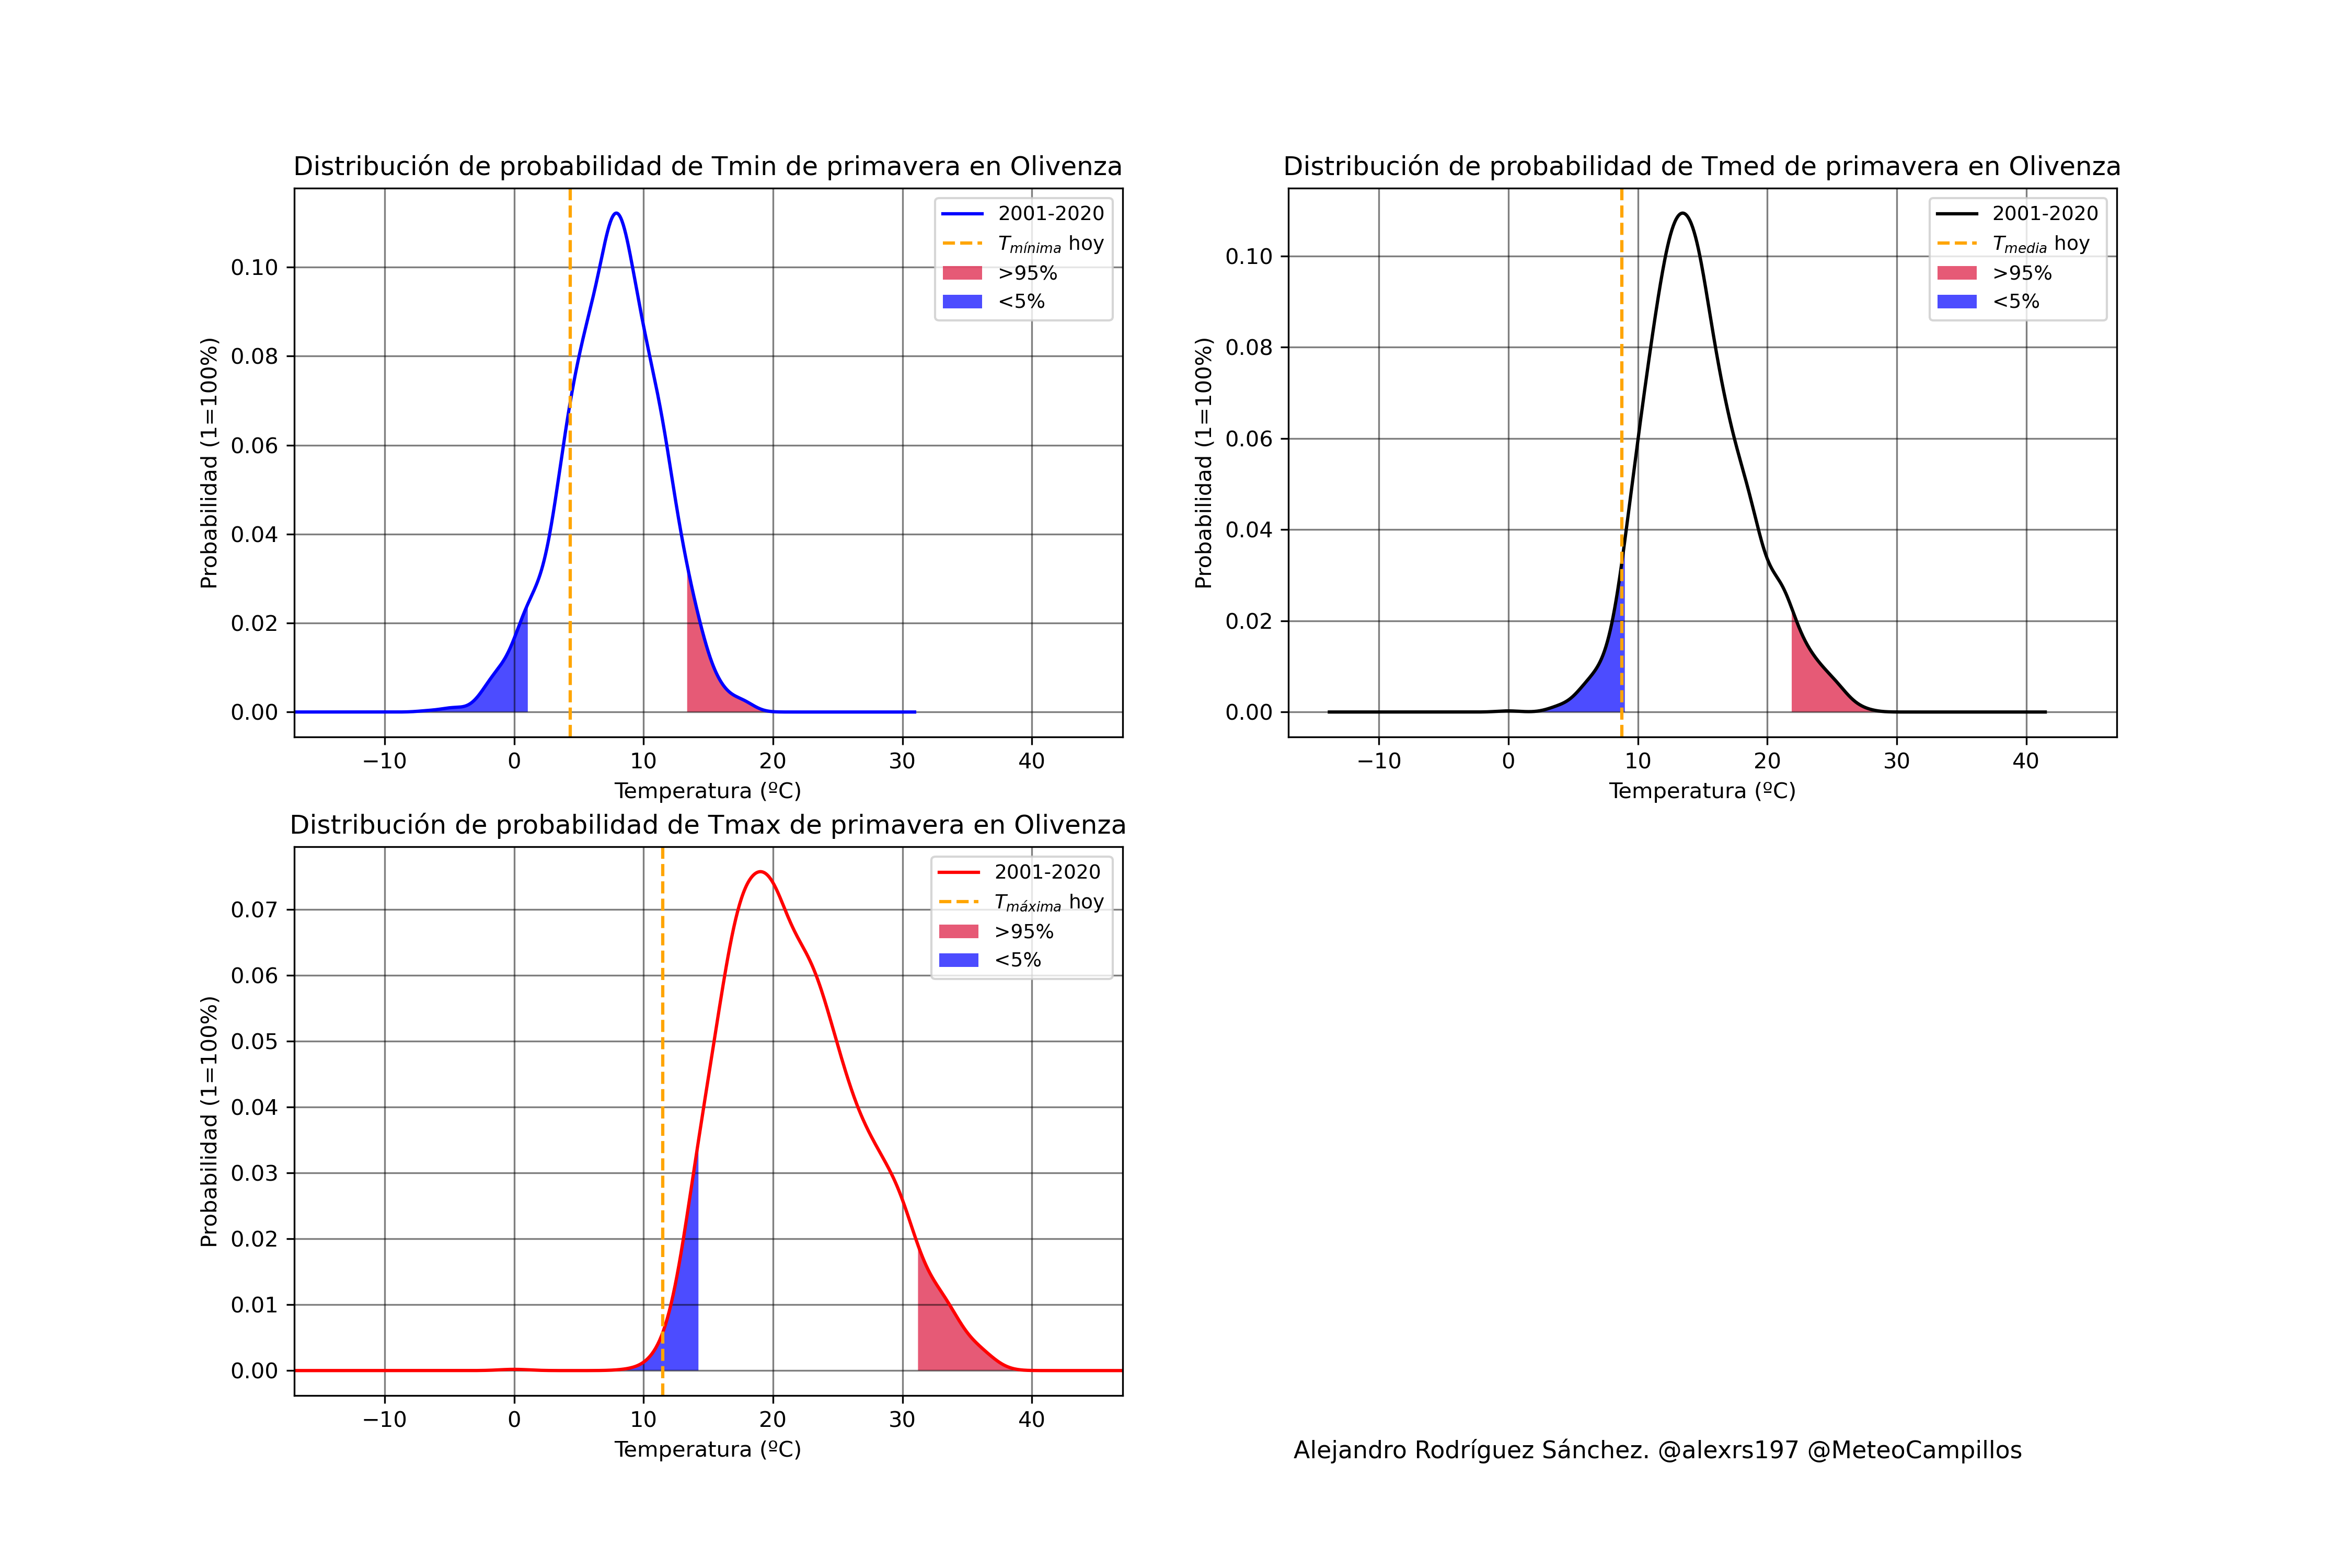 Distribución de probabilidad de Tmin de primavera en Olivenza
2001-2020
Tmínima hoy
>95%
<5%
Probabilidad (1=100%)
0.10
0.08
0.06
0.04
0.02
0.00
−10 0 10 20 30 40
Temperatura (ºC)
Distribución de probabilidad de Tmed de primavera en Olivenza
2001-2020
Tmedia hoy
>95%
<5%
Probabilidad (1=100%)
0.10
0.08
0.06
0.04
0.02
0.00
−10 0 10 20 30 40
Temperatura (ºC)
Distribución de probabilidad de Tmax de primavera en Olivenza
2001-2020
Tmáxima hoy
>95%
<5%
Probabilidad (1=100%)
0.07
0.06
0.05
0.04
0.03
0.02
0.01
0.00
−10 0 10 20 30 40
Temperatura (ºC)
Alejandro Rodríguez Sánchez. @alexrs197 @MeteoCampillos